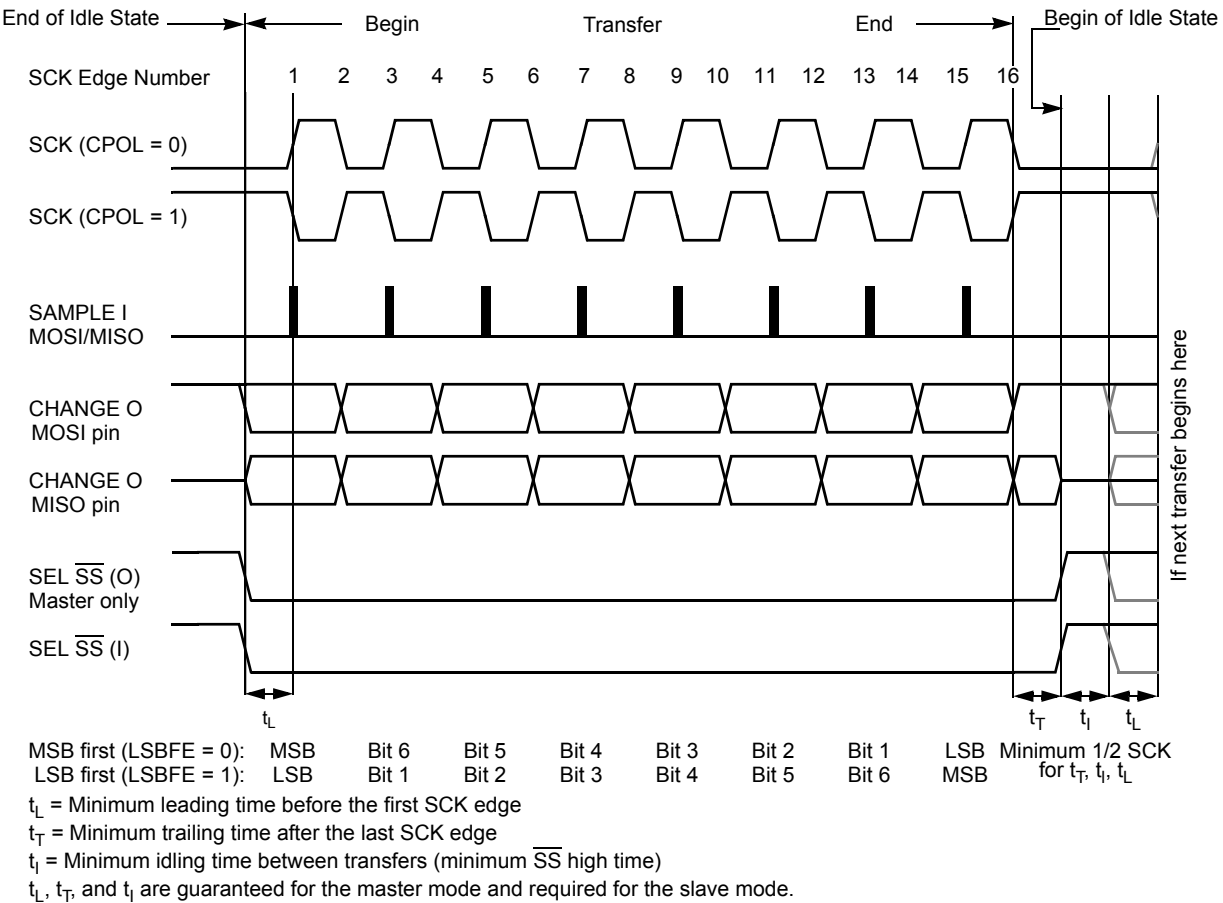 End of Idle State
Begin
Transfer
End
Begin of Idle State
SCK Edge Number
1 2 3 4 5 6 7 8 9 10 11 12 13 14 15 16
SCK (CPOL = 0)
SCK (CPOL = 1)
SAMPLE I
MOSI/MISO
CHANGE O
MOSI pin
CHANGE O
MISO pin
SEL SS (O)
Master only
SEL SS (I)
If next transfer begins here
tL
tT tI tL
MSB first (LSBFE = 0): MSB Bit 6 Bit 5 Bit 4 Bit 3 Bit 2 Bit 1 LSB
LSB first (LSBFE = 1): LSB Bit 1 Bit 2 Bit 3 Bit 4 Bit 5 Bit 6 MSB
Minimum 1/2 SCK
for tT, tI, tL
tL = Minimum leading time before the first SCK edge
tT = Minimum trailing time after the last SCK edge
tI = Minimum idling time between transfers (minimum SS high time)
tL, tT, and tI are guaranteed for the master mode and required for the slave mode.